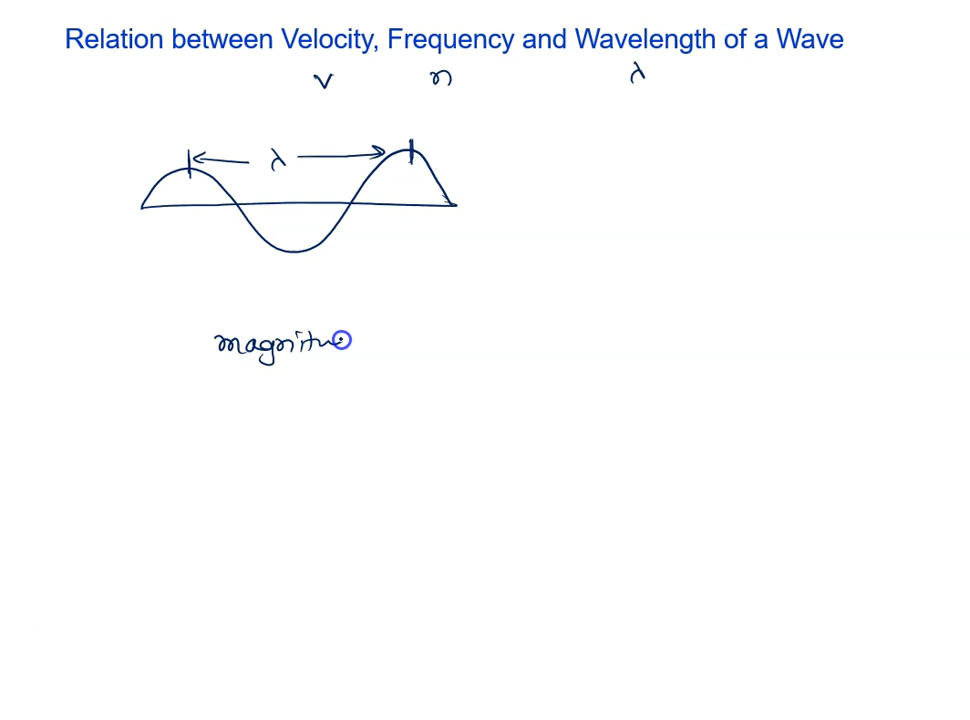 Relation between Velocity, Frequency and Wavelength of a Wave
v n λ
λ
magnitu